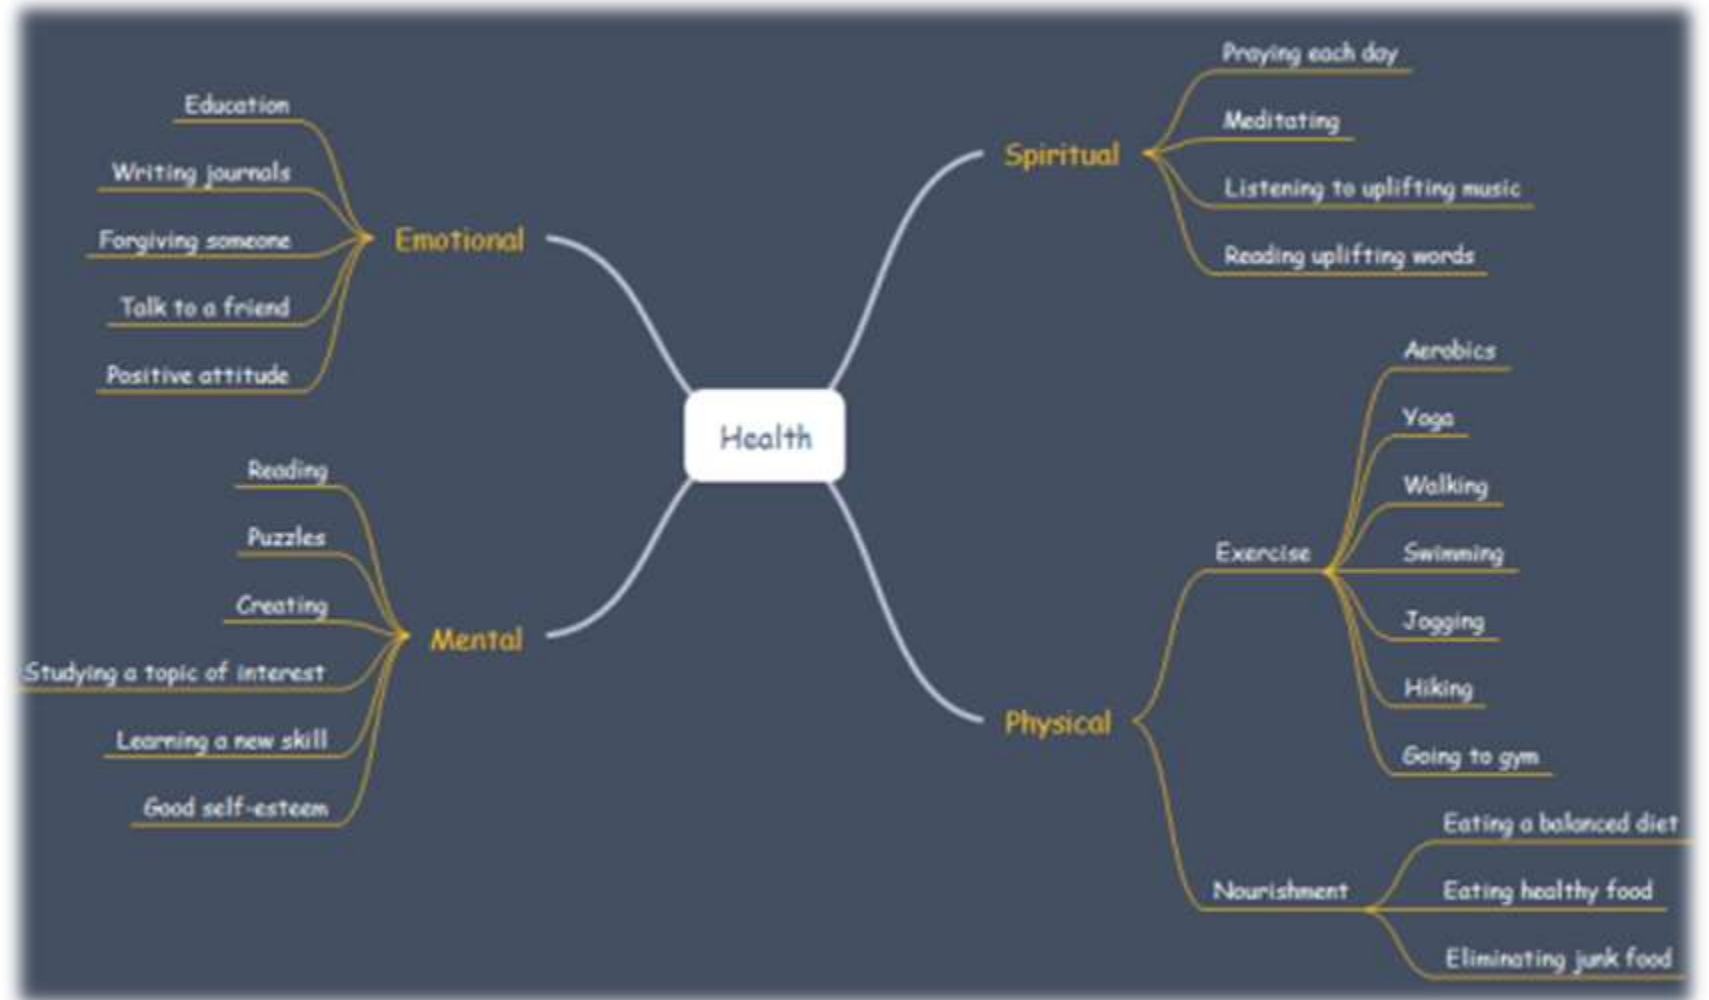 Health
Emotional
Education
Writing journals
Forgiving someone
Talk to a friend
Positive attitude
Mental
Reading
Puzzles
Creating
Studying a topic of interest
Learning a new skill
Good self-esteem
Spiritual
Praying each day
Meditating
Listening to uplifting music
Reading uplifting words
Physical
Exercise
Aerobics
Yoga
Walking
Swimming
Jogging
Hiking
Going to gym
Nourishment
Eating a balanced diet
Eating healthy food
Eliminating junk food